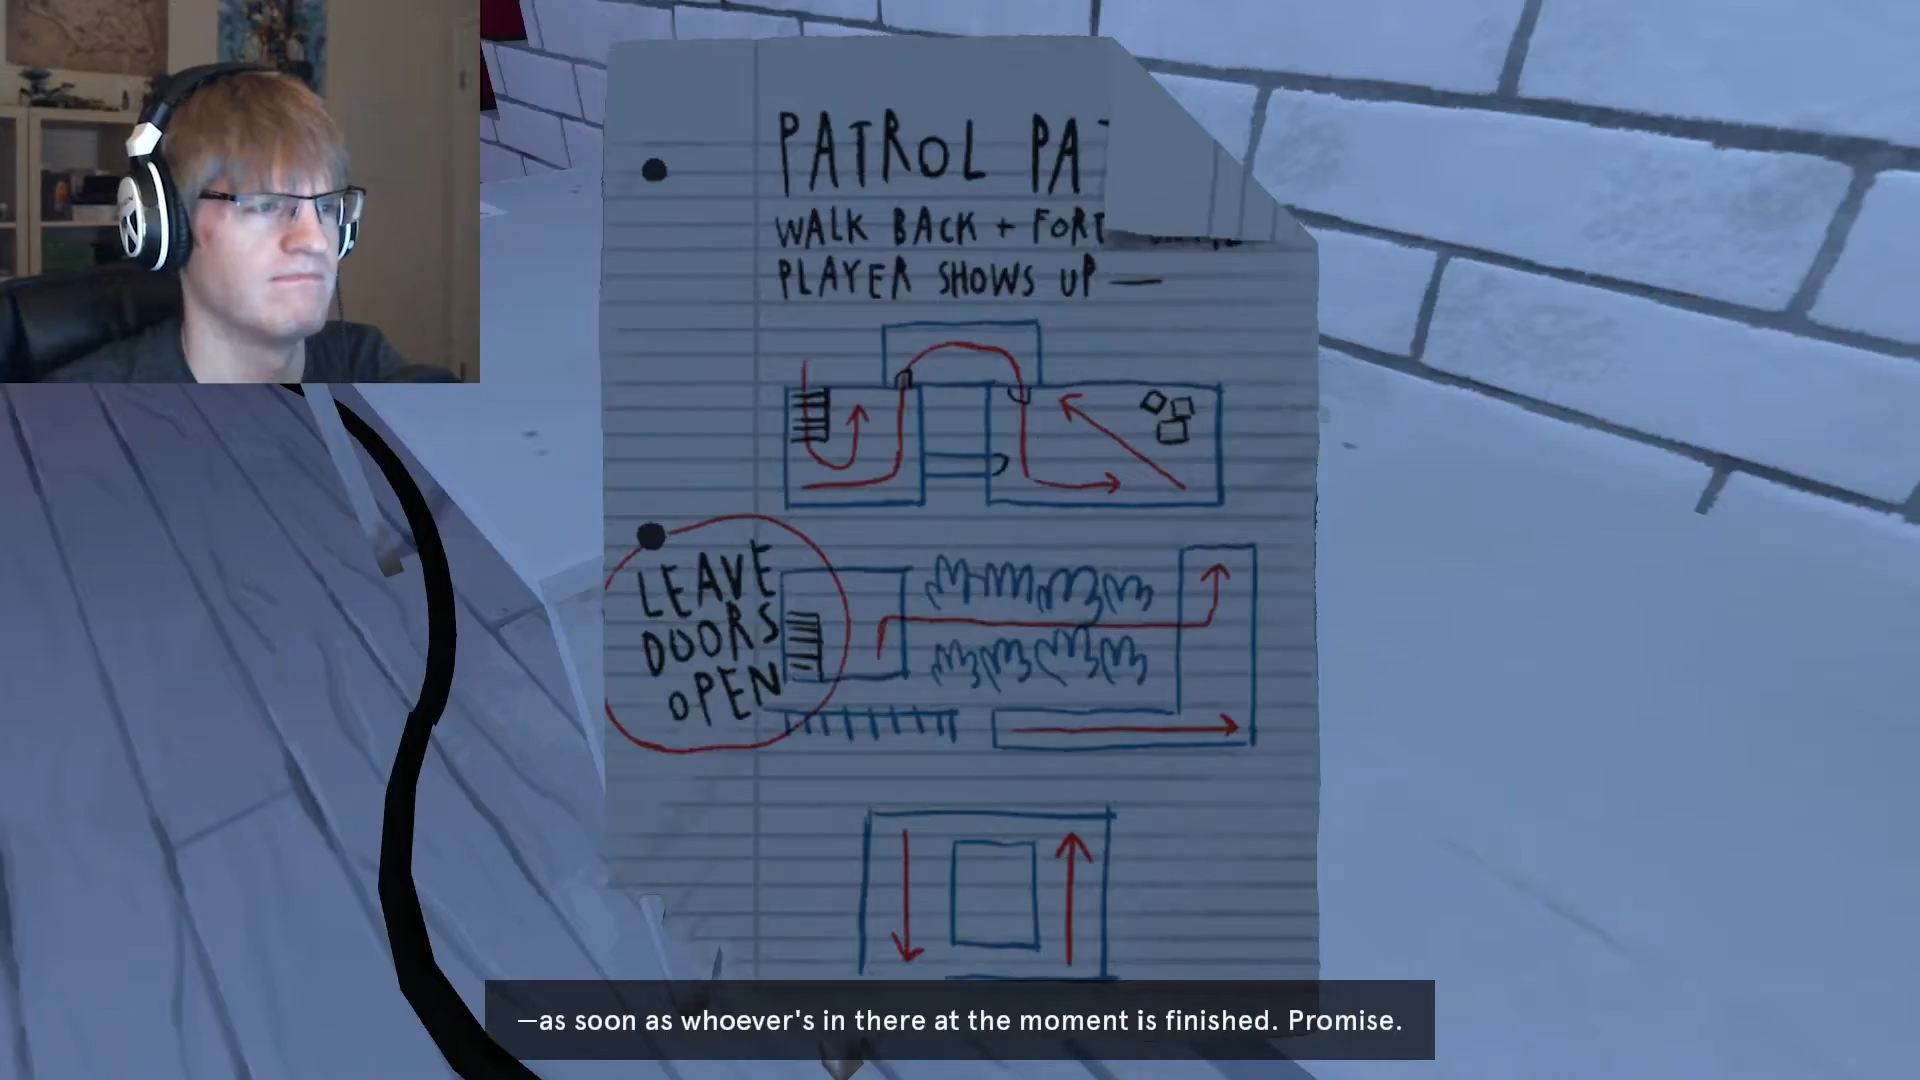 PATROL PA
WALK BACK + FORT
PLAYER SHOWS UP —
LEAVE
DOORS
OPEN
—as soon as whoever's in there at the moment is finished. Promise.